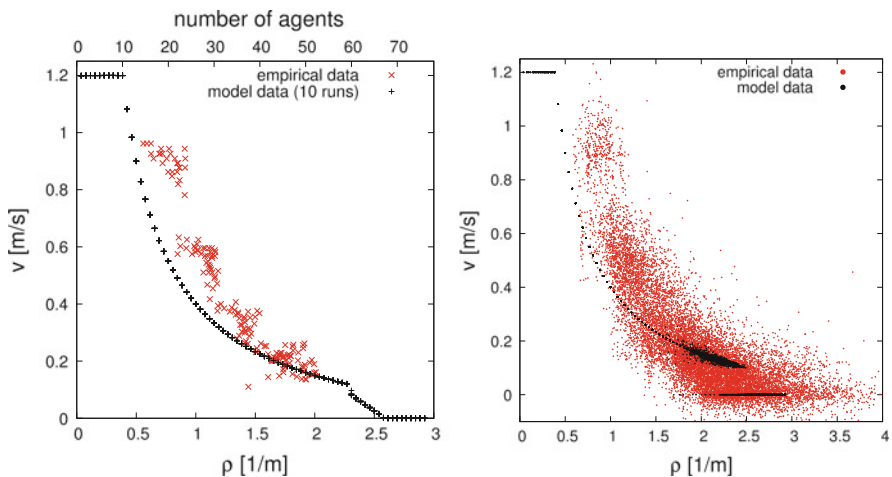 number of agents
0 10 20 30 40 50 60 70
empirical data
model data (10 runs)
1.2
1
0.8
0.6
0.4
0.2
0
v [m/s]
0 0.5 1 1.5 2 2.5 3
ρ [1/m]
empirical data
model data
1.2
1
0.8
0.6
0.4
0.2
0
v [m/s]
0 0.5 1 1.5 2 2.5 3 3.5 4
ρ [1/m]